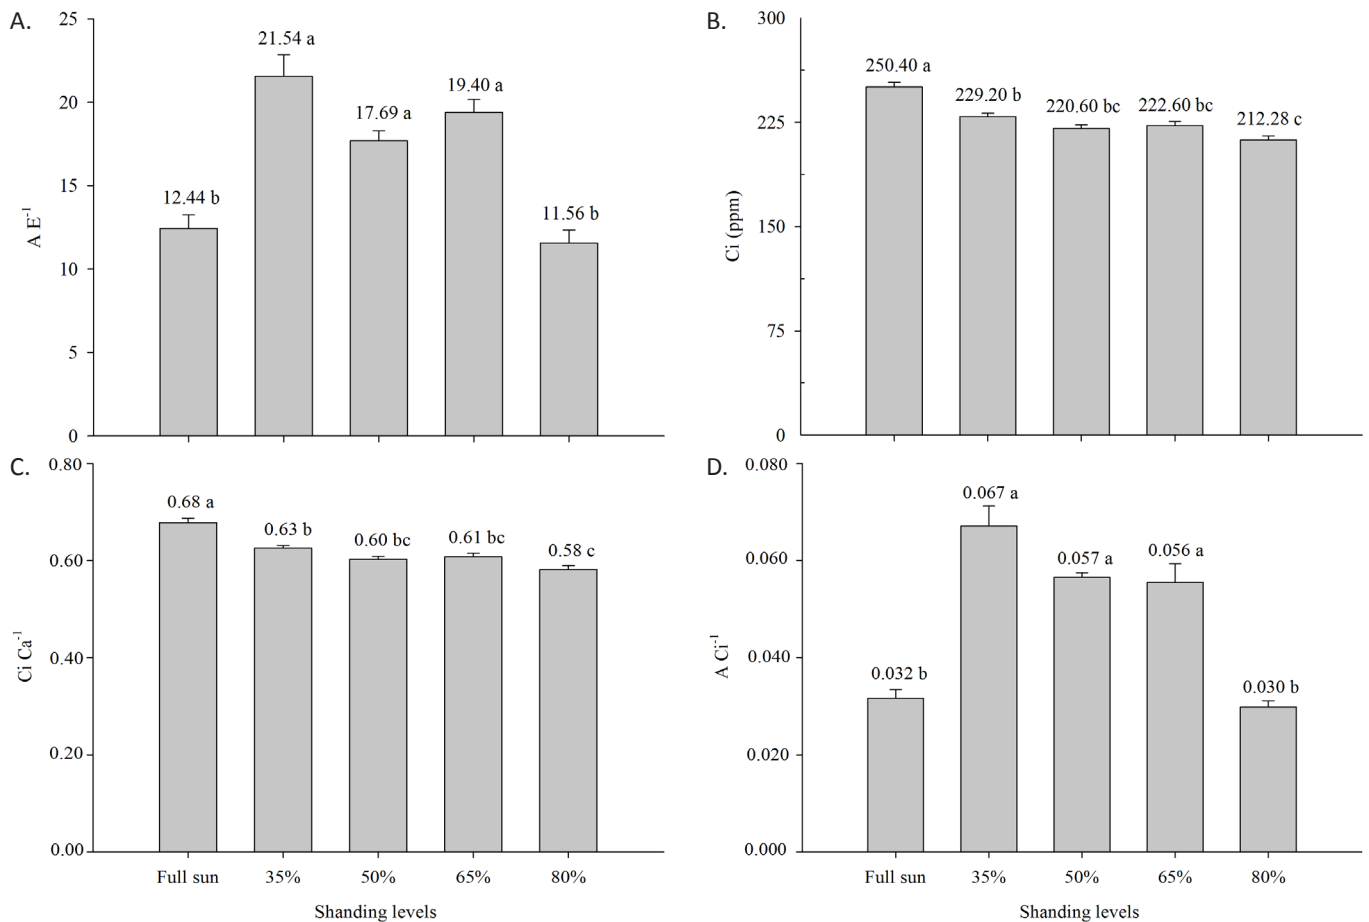 A.
25
20
15
10
5
0
A E⁻¹
12.44 b
21.54 a
17.69 a
19.40 a
11.56 b
B.
300
225
150
75
0
Ci (ppm)
250.40 a
229.20 b
220.60 bc
222.60 bc
212.28 c
C.
0.80
0.60
0.40
0.20
0.00
Ci Ca⁻¹
0.68 a
0.63 b
0.60 bc
0.61 bc
0.58 c
Full sun 35% 50% 65% 80%
Shanding levels
D.
0.080
0.060
0.040
0.020
0.000
A Ci⁻¹
0.032 b
0.067 a
0.057 a
0.056 a
0.030 b
Full sun 35% 50% 65% 80%
Shanding levels